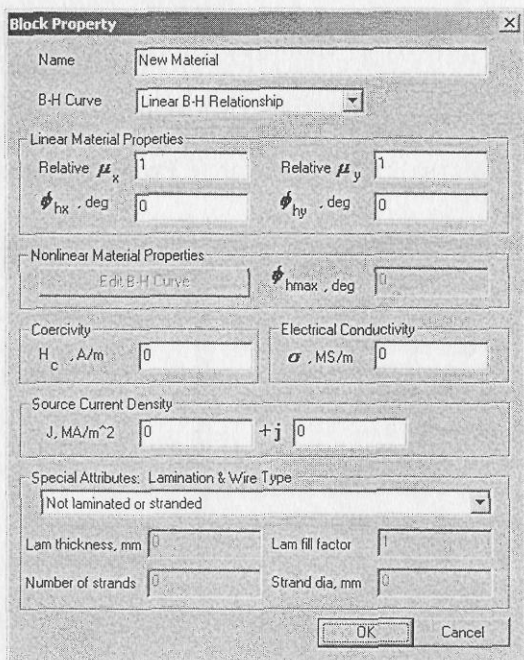 Block Property
Name New Material
B-H Curve Linear B-H Relationship
Linear Material Properties
Relative μx 1 Relative μy 1
ϕhx , deg 0 ϕhy , deg 0
Nonlinear Material Properties
Edit B-H Curve ϕhmax , deg 0
Coercivity Electrical Conductivity
Hc , A/m 0 σ , MS/m 0
Source Current Density
J, MA/m^2 0 +j 0
Special Attributes: Lamination & Wire Type
Not laminated or stranded
Lam thickness, mm 0 Lam fill factor 1
Number of strands 0 Strand dia, mm 0
OK Cancel